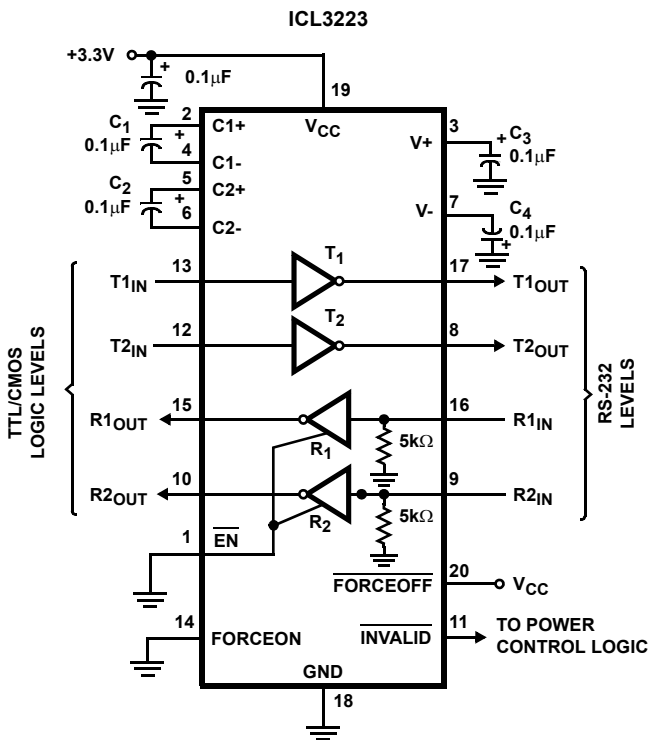 ICL3223
+3.3V
+
0.1μF
19
VCC
2
C1+
C1
0.1μF
+
4
C1-
5
C2+
C2
0.1μF
+
6
C2-
3
V+
+
C3
0.1μF
7
V-
C4
0.1μF
+
T1IN
13
T1
17
T1OUT
T2IN
12
T2
8
T2OUT
R1OUT
15
R1
5kΩ
16
R1IN
R2OUT
10
R2
5kΩ
9
R2IN
TTL/CMOS
LOGIC LEVELS
RS-232
LEVELS
1
EN
FORCEOFF
20
VCC
14
FORCEON
INVALID
11
TO POWER
CONTROL LOGIC
GND
18